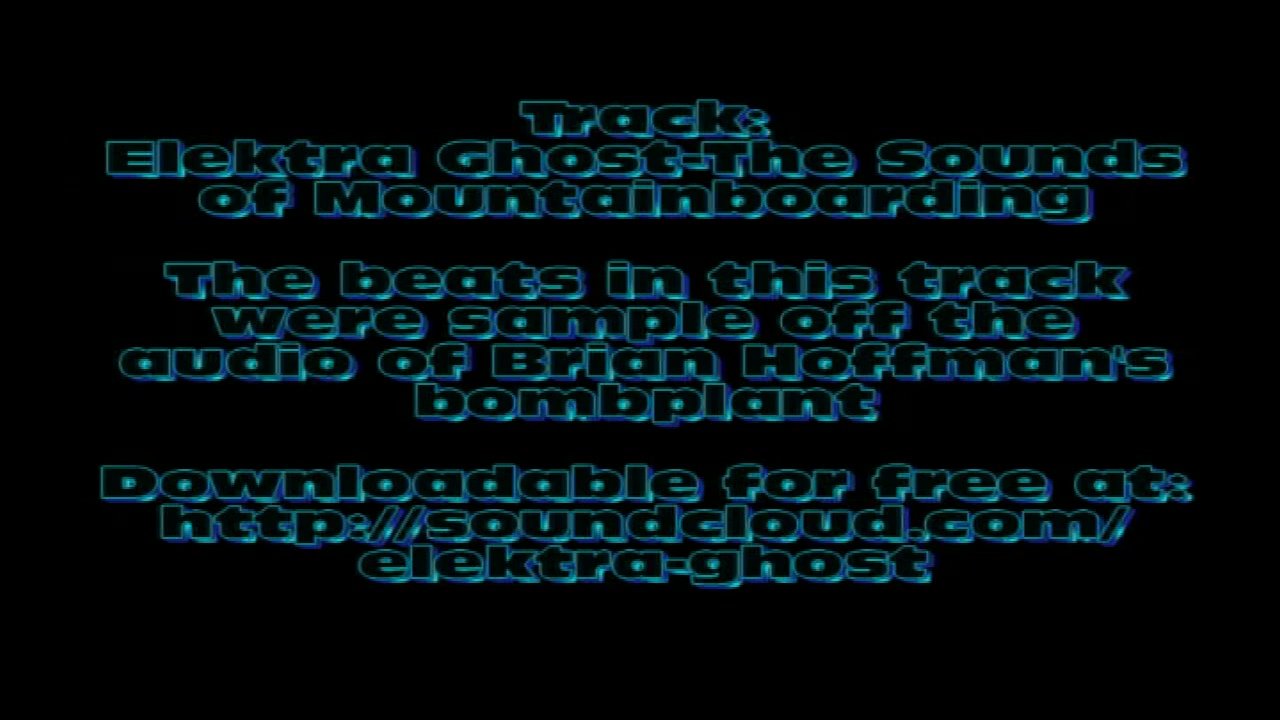 Track:
Elektra Ghost-The Sounds
of Mountainboarding
The beats in this track
were sample off the
audio of Brian Hoffman's
bombplant
Downloadable for free at:
http://soundcloud.com/
elektra-ghost